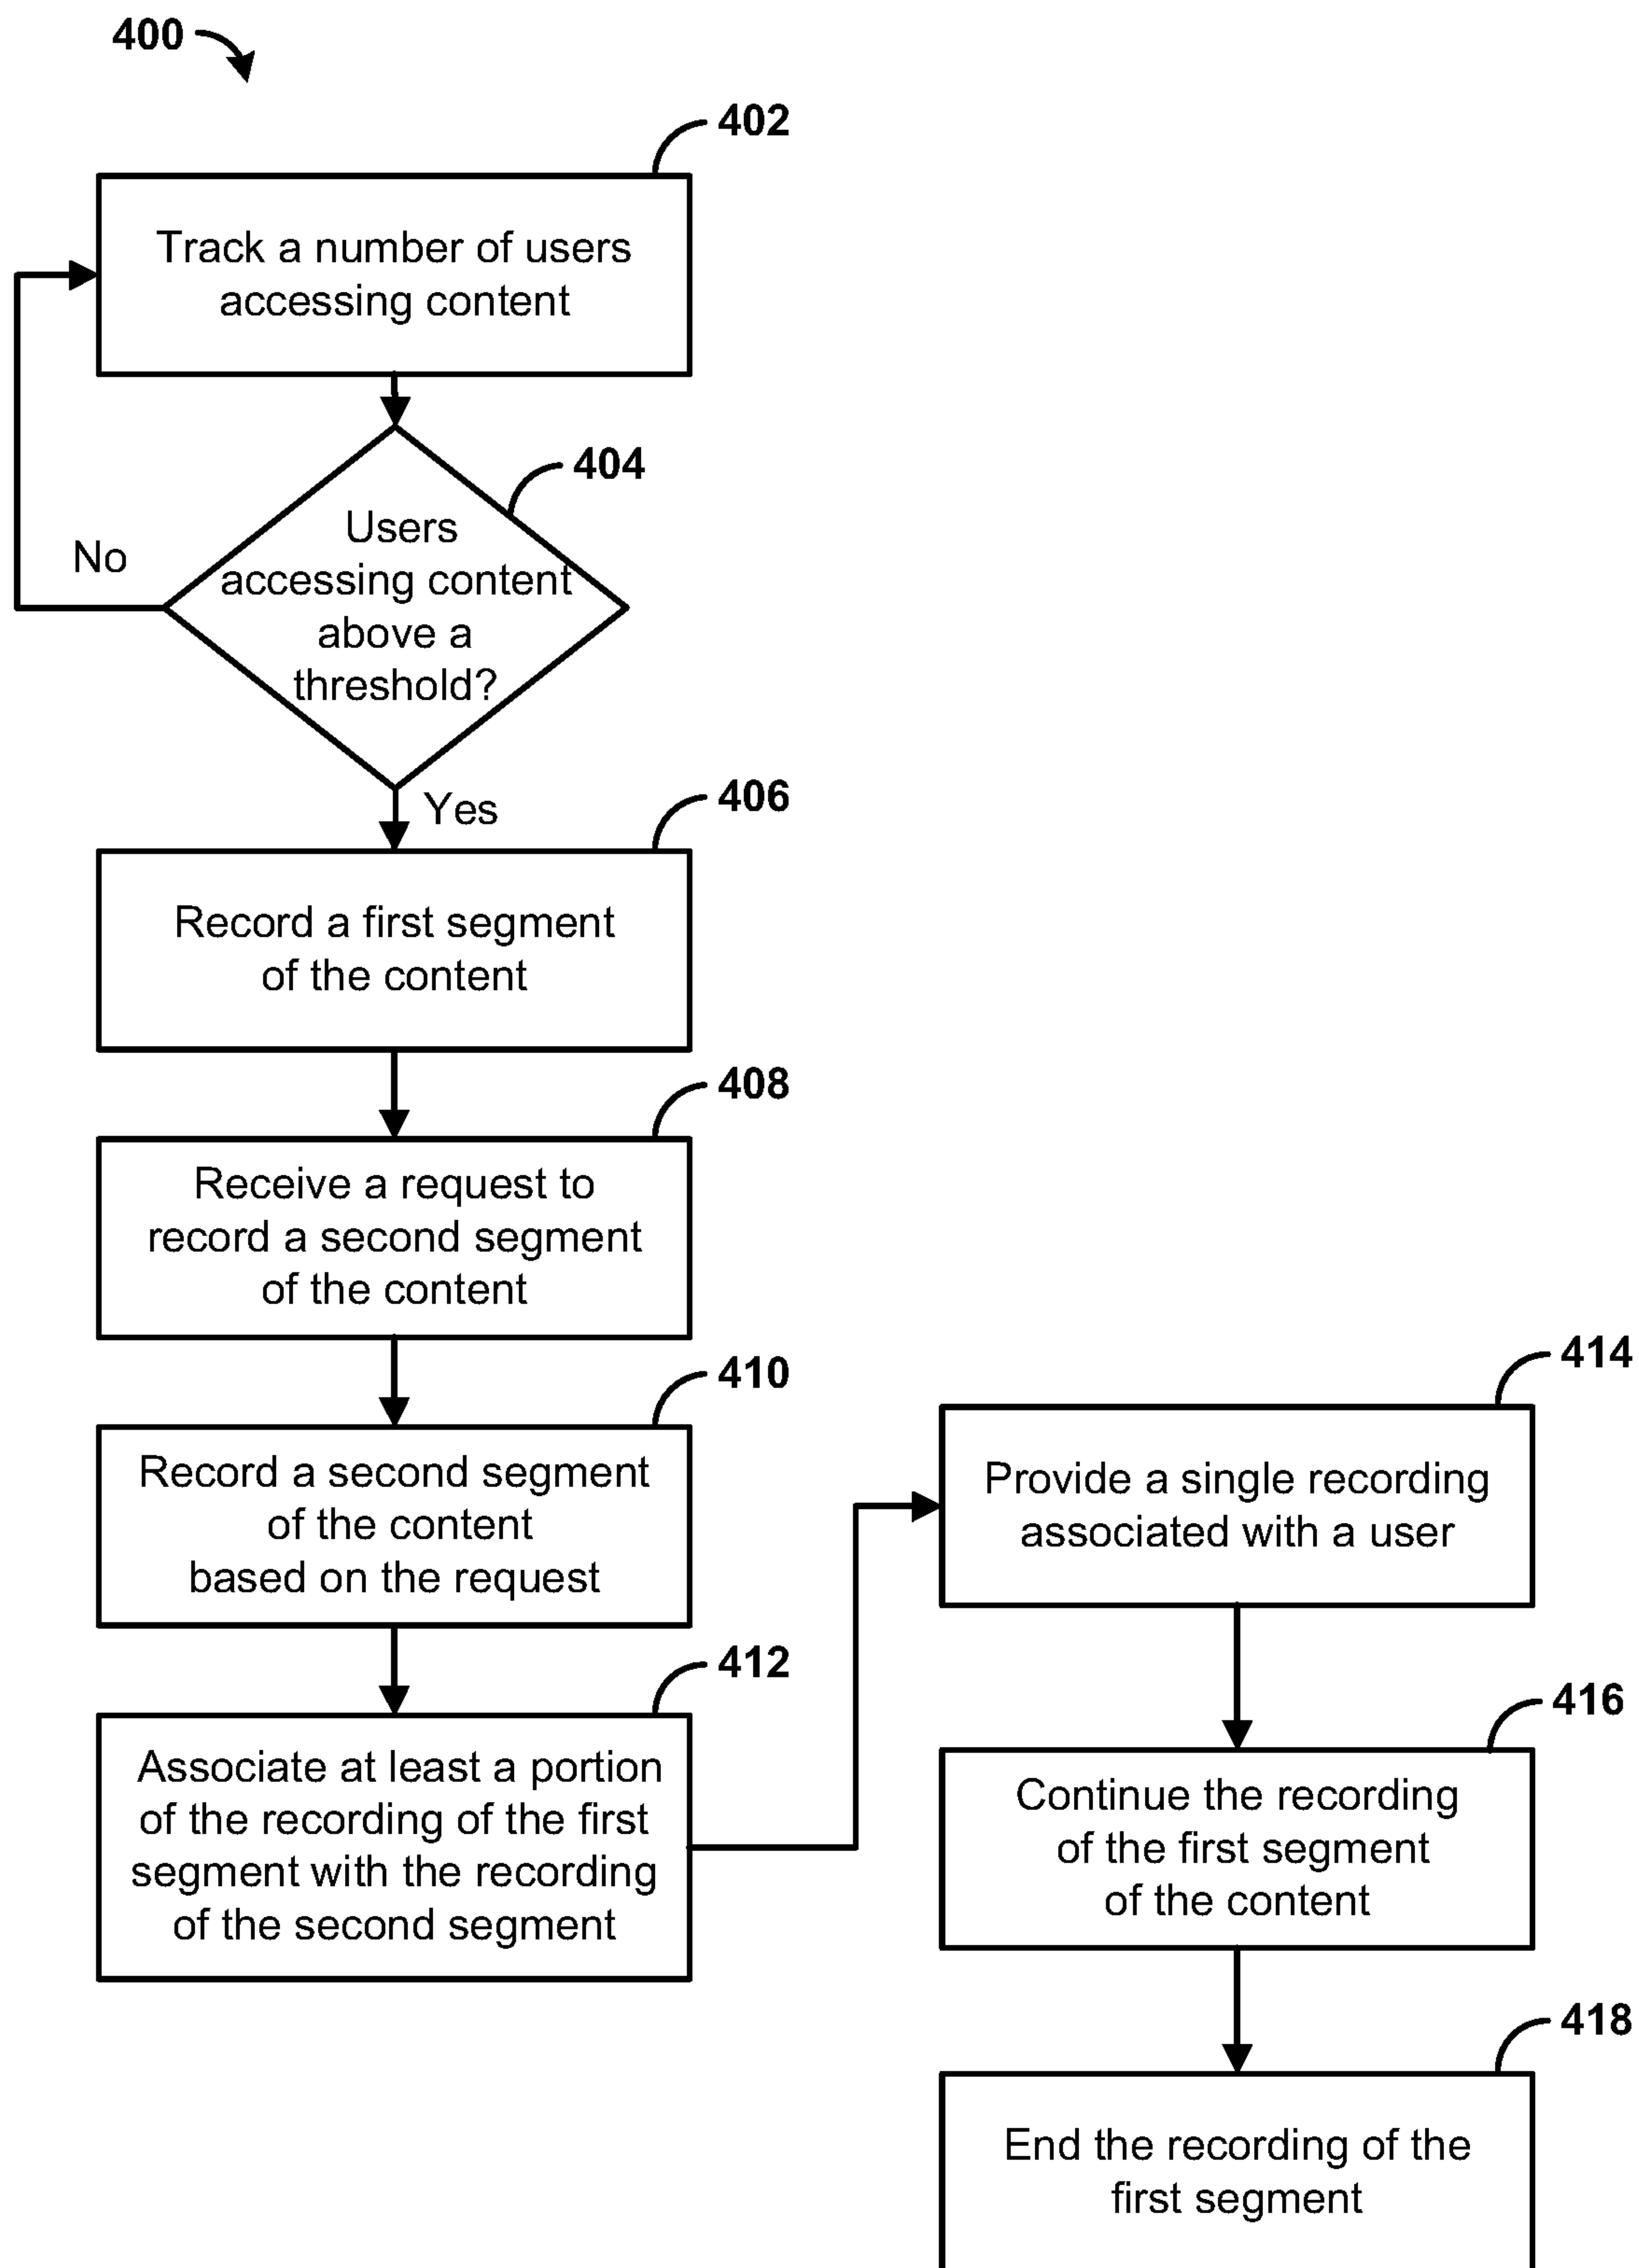 400
402
Track a number of users
accessing content
404
Users
accessing content
above a
threshold?
No
Yes
406
Record a first segment
of the content
408
Receive a request to
record a second segment
of the content
410
Record a second segment
of the content
based on the request
412
Associate at least a portion
of the recording of the first
segment with the recording
of the second segment
414
Provide a single recording
associated with a user
416
Continue the recording
of the first segment
of the content
418
End the recording of the
first segment